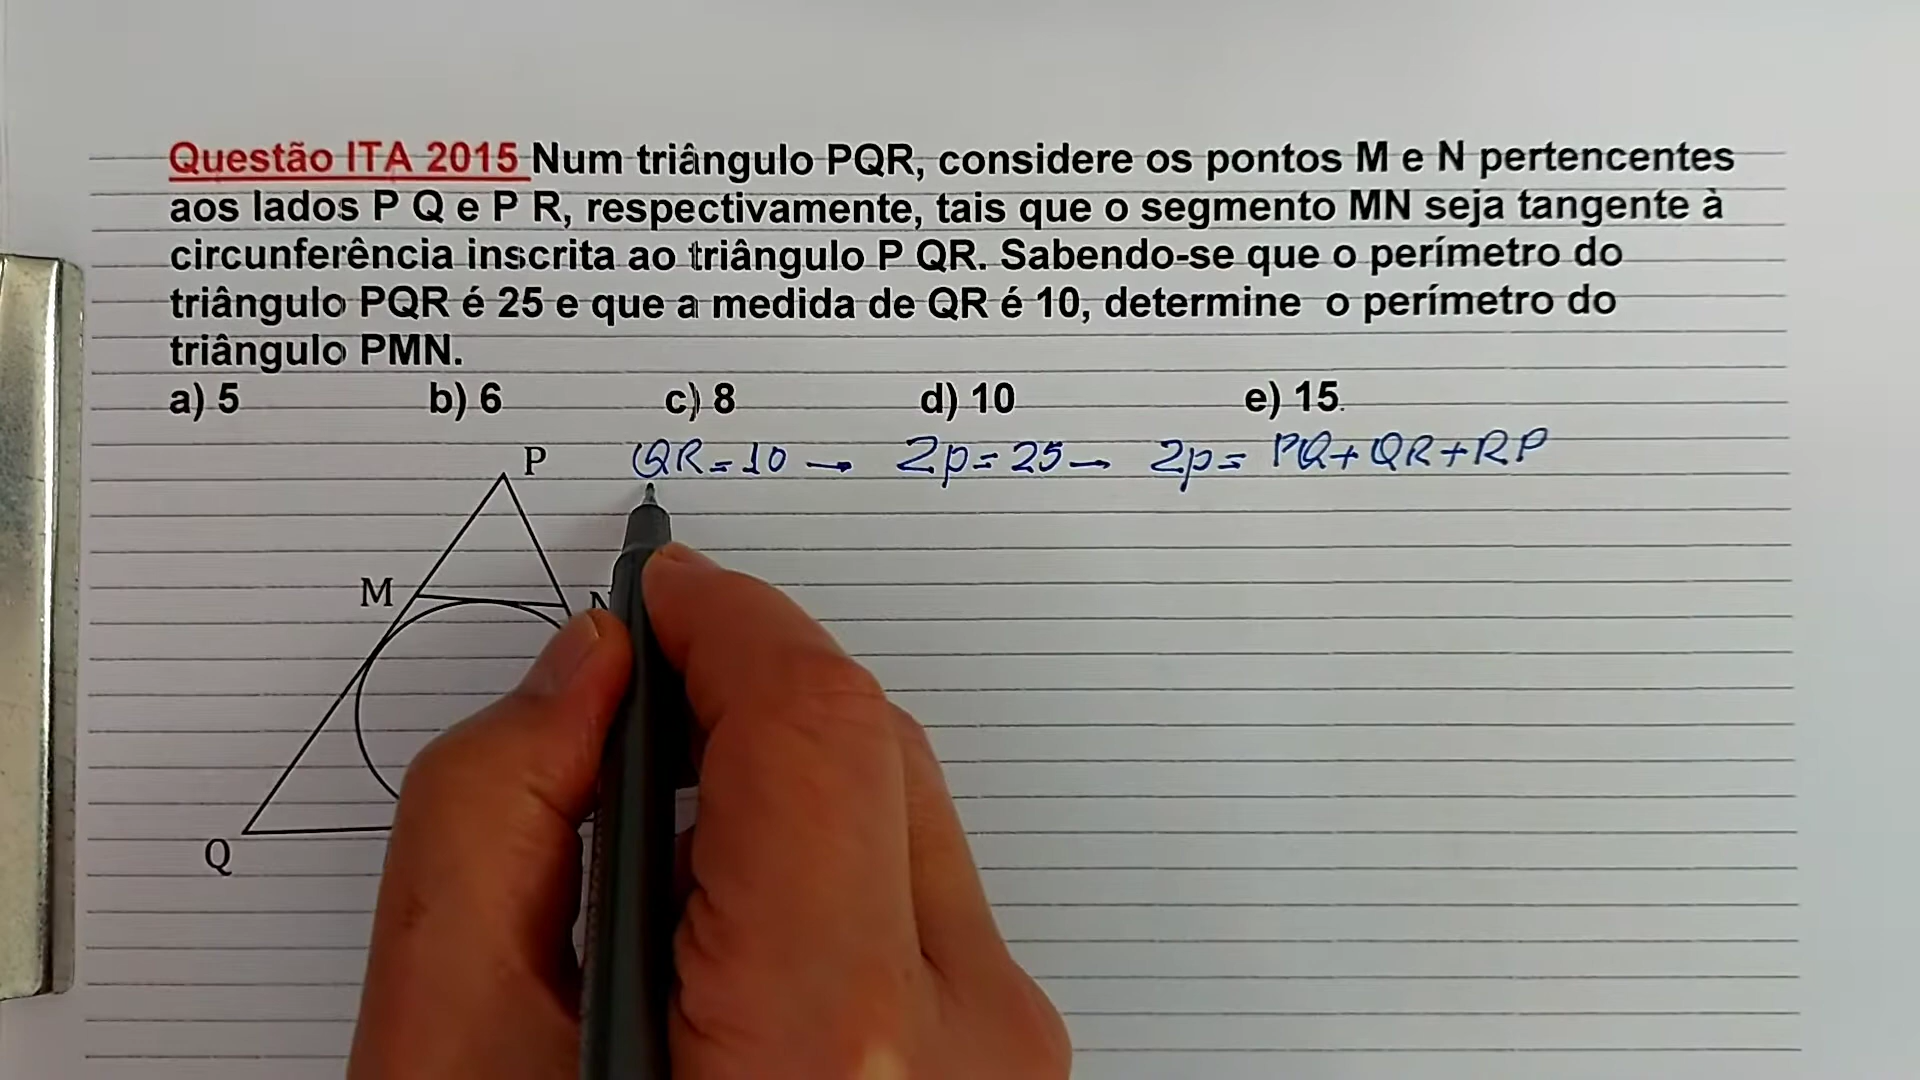 Questão ITA 2015 Num triângulo PQR, considere os pontos M e N pertencentes
aos lados P Q e P R, respectivamente, tais que o segmento MN seja tangente à
circunferência inscrita ao triângulo P QR. Sabendo-se que o perímetro do
triângulo PQR é 25 e que a medida de QR é 10, determine o perímetro do
triângulo PMN.
a) 5 b) 6 c) 8 d) 10 e) 15.
QR = 10 → 2p = 25 → 2p = PQ + QR + RP
P
M N
Q